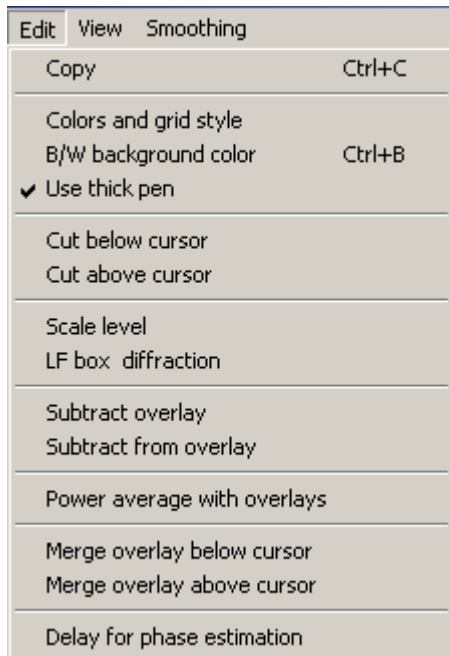 Edit View Smoothing
Copy Ctrl+C
Colors and grid style
B/W background color Ctrl+B
Use thick pen
Cut below cursor
Cut above cursor
Scale level
LF box diffraction
Subtract overlay
Subtract from overlay
Power average with overlays
Merge overlay below cursor
Merge overlay above cursor
Delay for phase estimation